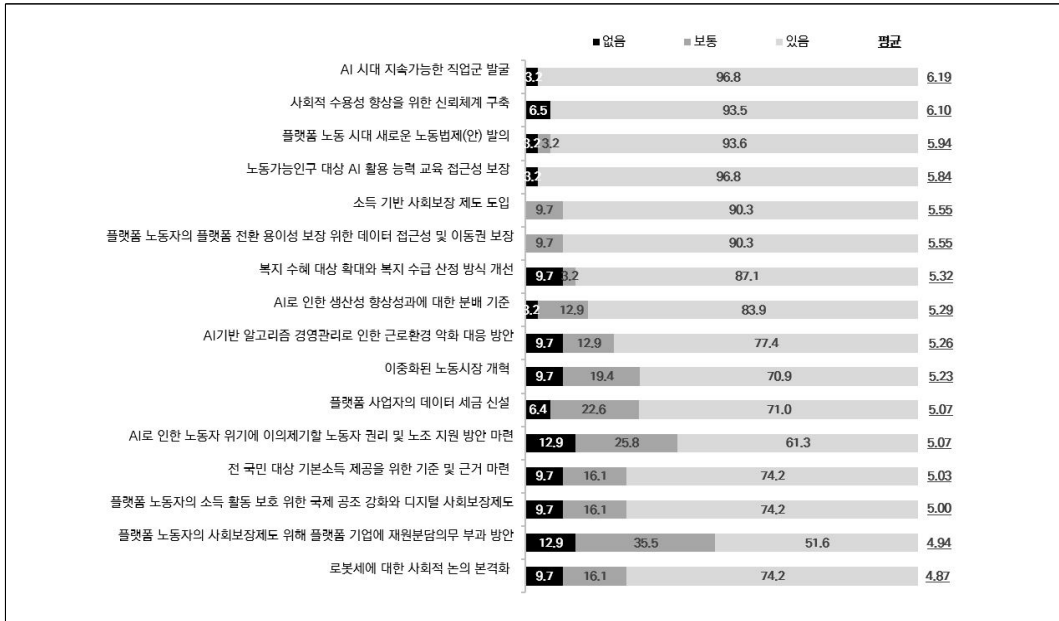 없음 보통 있음 평균
AI 시대 지속가능한 직업군 발굴 3.2 96.8 6.19
사회적 수용성 향상을 위한 신뢰체계 구축 6.5 93.5 6.10
플랫폼 노동 시대 새로운 노동법제(안) 발의 3.2 3.2 93.6 5.94
노동가능인구 대상 AI 활용 능력 교육 접근성 보장 3.2 96.8 5.84
소득 기반 사회보장 제도 도입 9.7 90.3 5.55
플랫폼 노동자의 플랫폼 전환 용이성 보장 위한 데이터 접근성 및 이동권 보장 9.7 90.3 5.55
복지 수혜 대상 확대와 복지 수급 산정 방식 개선 9.7 3.2 87.1 5.32
AI로 인한 생산성 향상성과에 대한 분배 기준 3.2 12.9 83.9 5.29
AI기반 알고리즘 경영관리로 인한 근로환경 악화 대응 방안 9.7 12.9 77.4 5.26
이중화된 노동시장 개혁 9.7 19.4 70.9 5.23
플랫폼 사업자의 데이터 세금 신설 6.4 22.6 71.0 5.07
AI로 인한 노동자 위기에 이의제기할 노동자 권리 및 노조 지원 방안 마련 12.9 25.8 61.3 5.07
전 국민 대상 기본소득 제공을 위한 기준 및 근거 마련 9.7 16.1 74.2 5.03
플랫폼 노동자의 소득 활동 보호 위한 국제 공조 강화와 디지털 사회보장제도 9.7 16.1 74.2 5.00
플랫폼 노동자의 사회보장제도 위해 플랫폼 기업에 재원분담의무 부과 방안 12.9 35.5 51.6 4.94
로봇세에 대한 사회적 논의 본격화 9.7 16.1 74.2 4.87